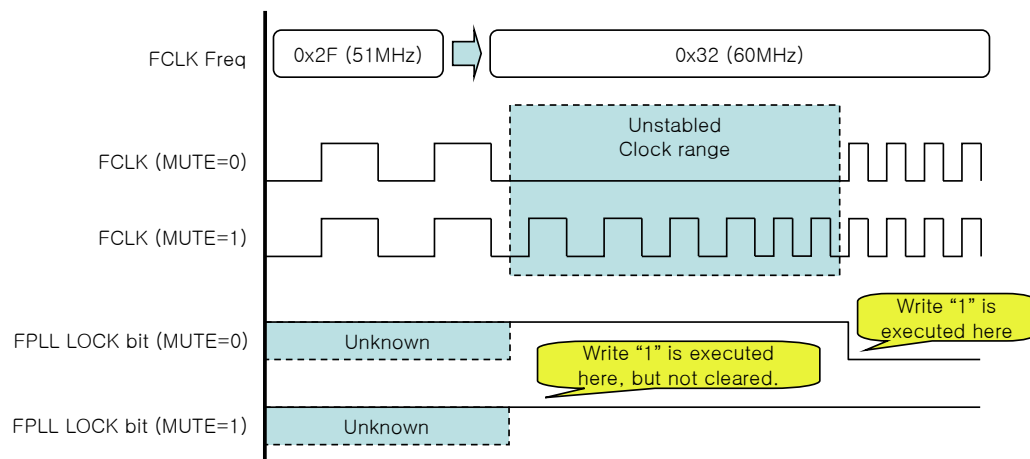 FCLK Freq
0x2F (51MHz)
0x32 (60MHz)
Unstabled
Clock range
FCLK (MUTE=0)
FCLK (MUTE=1)
Write “1” is
executed here
FPLL LOCK bit (MUTE=0)
Unknown
Write “1” is executed
here, but not cleared.
FPLL LOCK bit (MUTE=1)
Unknown